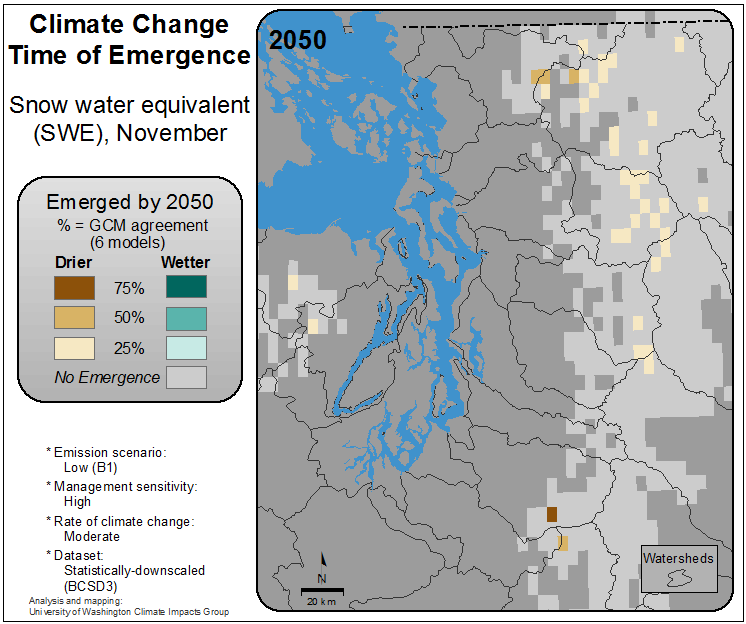 Climate Change
Time of Emergence
Snow water equivalent
(SWE), November
Emerged by 2050
% = GCM agreement
(6 models)
Drier Wetter
75%
50%
25%
No Emergence
* Emission scenario:
Low (B1)
* Management sensitivity:
High
* Rate of climate change:
Moderate
* Dataset:
Statistically-downscaled
(BCSD3)
Analysis and mapping:
University of Washington Climate Impacts Group
2050
N
20 km
Watersheds